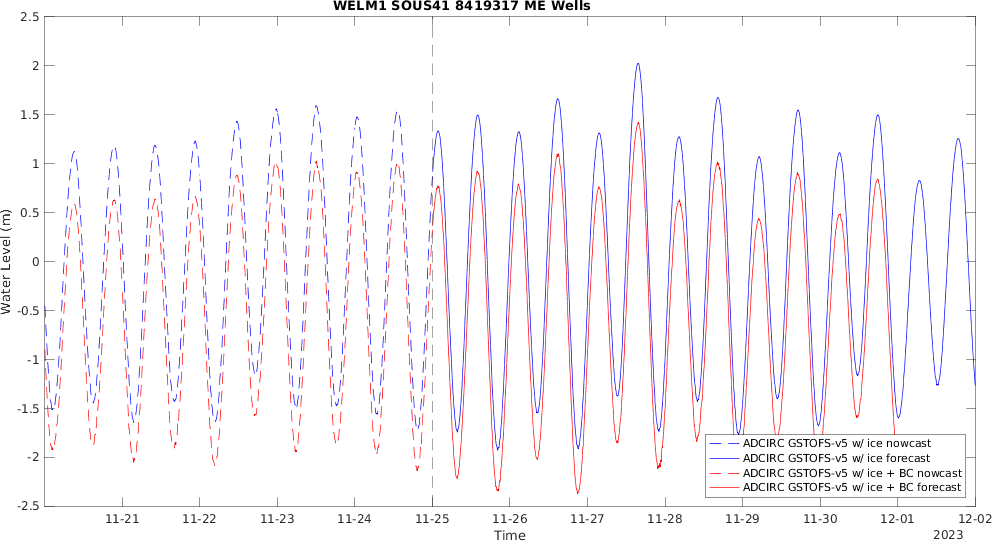 WELM1 SOUS41 8419317 ME Wells
2.5
2
1.5
1
0.5
0
-0.5
-1
-1.5
-2
-2.5
Water Level (m)
11-21 11-22 11-23 11-24 11-25 11-26 11-27 11-28 11-29 11-30 12-01 12-02
Time
2023
ADCIRC GSTOFS-v5 w/ ice nowcast
ADCIRC GSTOFS-v5 w/ ice forecast
ADCIRC GSTOFS-v5 w/ ice + BC nowcast
ADCIRC GSTOFS-v5 w/ ice + BC forecast